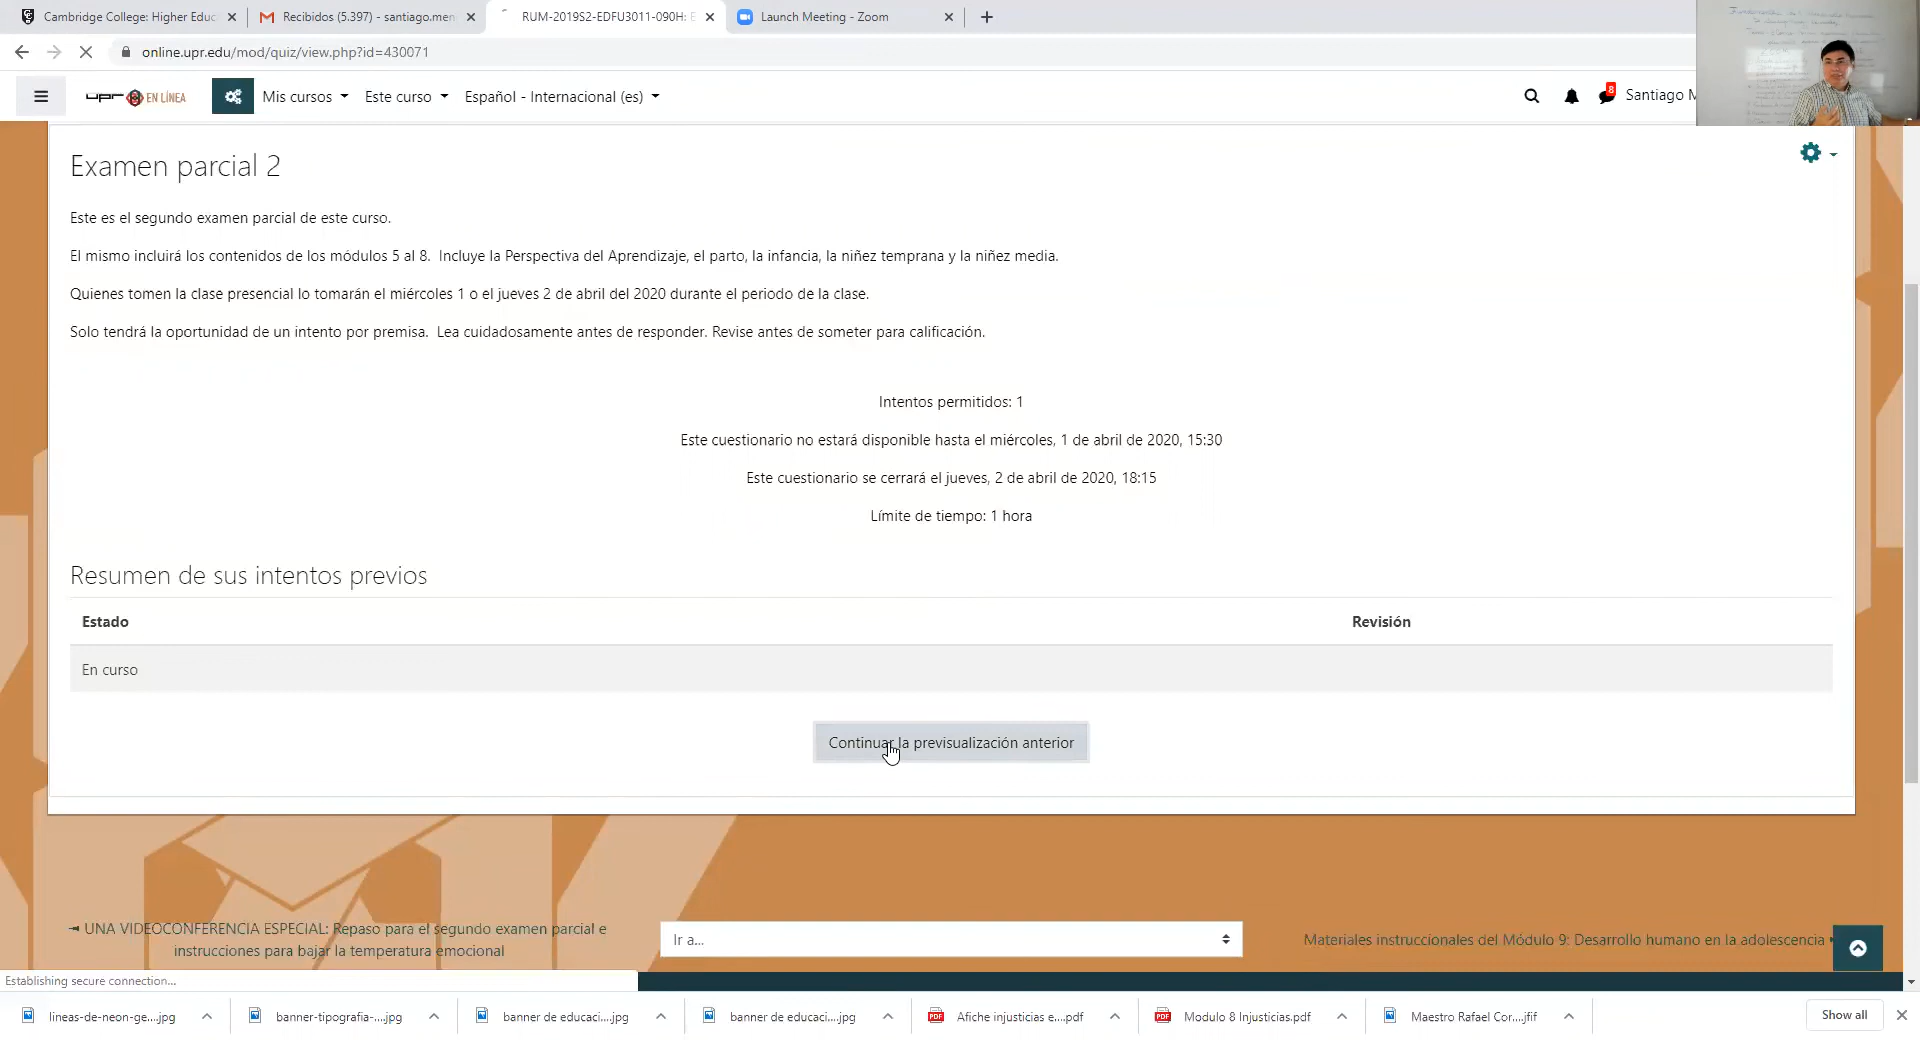 Cambridge College: Higher Educ
Recibidos (5.397) - santiago.men
RUM-2019S2-EDFU3011-090H: E
Launch Meeting - Zoom
online.upr.edu/mod/quiz/view.php?id=430071
upr EN LÍNEA
Mis cursos
Este curso
Español - Internacional (es)
8
Santiago M
Examen parcial 2
Este es el segundo examen parcial de este curso.
El mismo incluirá los contenidos de los módulos 5 al 8. Incluye la Perspectiva del Aprendizaje, el parto, la infancia, la niñez temprana y la niñez media.
Quienes tomen la clase presencial lo tomarán el miércoles 1 o el jueves 2 de abril del 2020 durante el periodo de la clase.
Solo tendrá la oportunidad de un intento por premisa. Lea cuidadosamente antes de responder. Revise antes de someter para calificación.
Intentos permitidos: 1
Este cuestionario no estará disponible hasta el miércoles, 1 de abril de 2020, 15:30
Este cuestionario se cerrará el jueves, 2 de abril de 2020, 18:15
Límite de tiempo: 1 hora
Resumen de sus intentos previos
Estado Revisión
En curso
Continuar la previsualización anterior
◄ UNA VIDEOCONFERENCIA ESPECIAL: Repaso para el segundo examen parcial e
instrucciones para bajar la temperatura emocional
Ir a...
Materiales instruccionales del Módulo 9: Desarrollo humano en la adolescencia
Establishing secure connection...
lineas-de-neon-ge....jpg
banner-tipografia-....jpg
banner de educaci....jpg
banner de educaci....jpg
Afiche injusticias e....pdf
Modulo 8 Injusticias.pdf
Maestro Rafael Cor....jfif
Show all